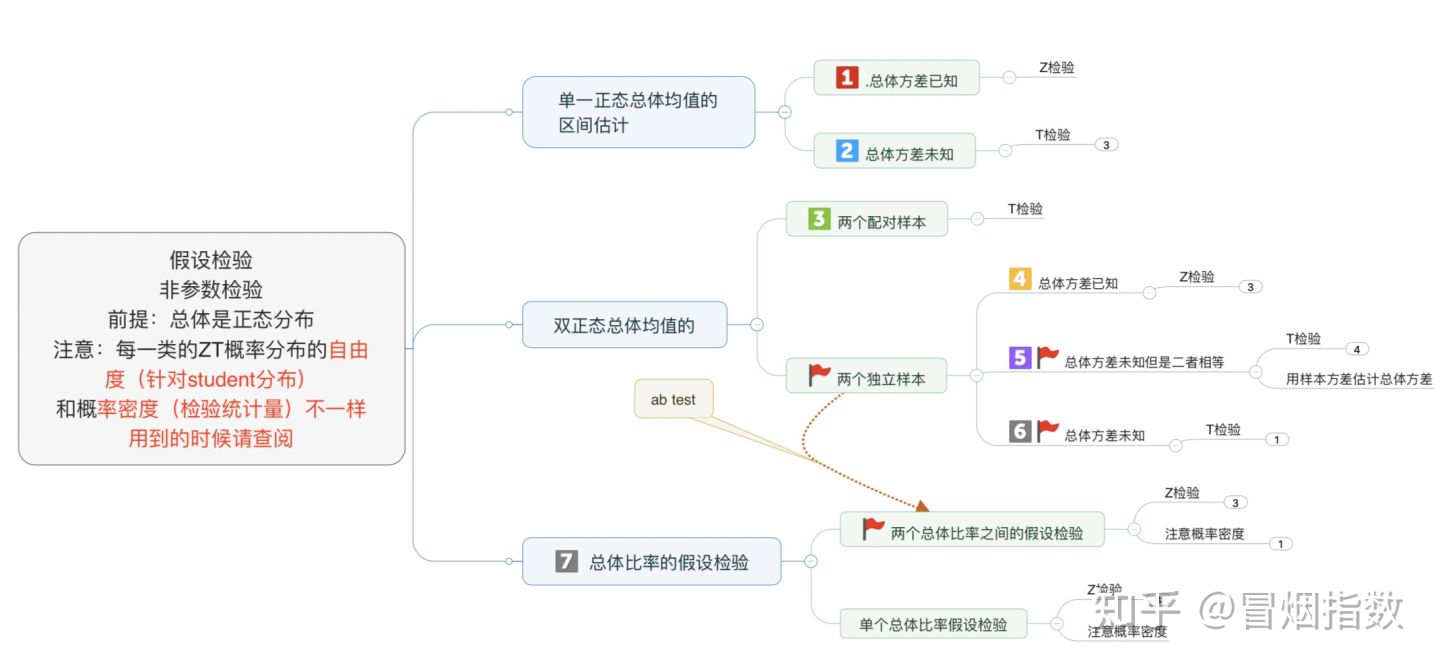 假设检验
非参数检验
前提：总体是正态分布
注意：每一类的ZT概率分布的自由
度（针对student分布）
和概率密度（检验统计量）不一样
用到的时候请查阅
单一正态总体均值的
区间估计
1 .总体方差已知
Z检验
2 总体方差未知
T检验
3
双正态总体均值的
3 两个配对样本
T检验
两个独立样本
4 总体方差已知
Z检验
3
5 总体方差未知但是二者相等
T检验
4
用样本方差估计总体方差
6 总体方差未知
T检验
1
ab test
7 总体比率的假设检验
两个总体比率之间的假设检验
Z检验
3
注意概率密度
1
单个总体比率假设检验
Z检验
注意概率密度
知乎 @冒烟指数